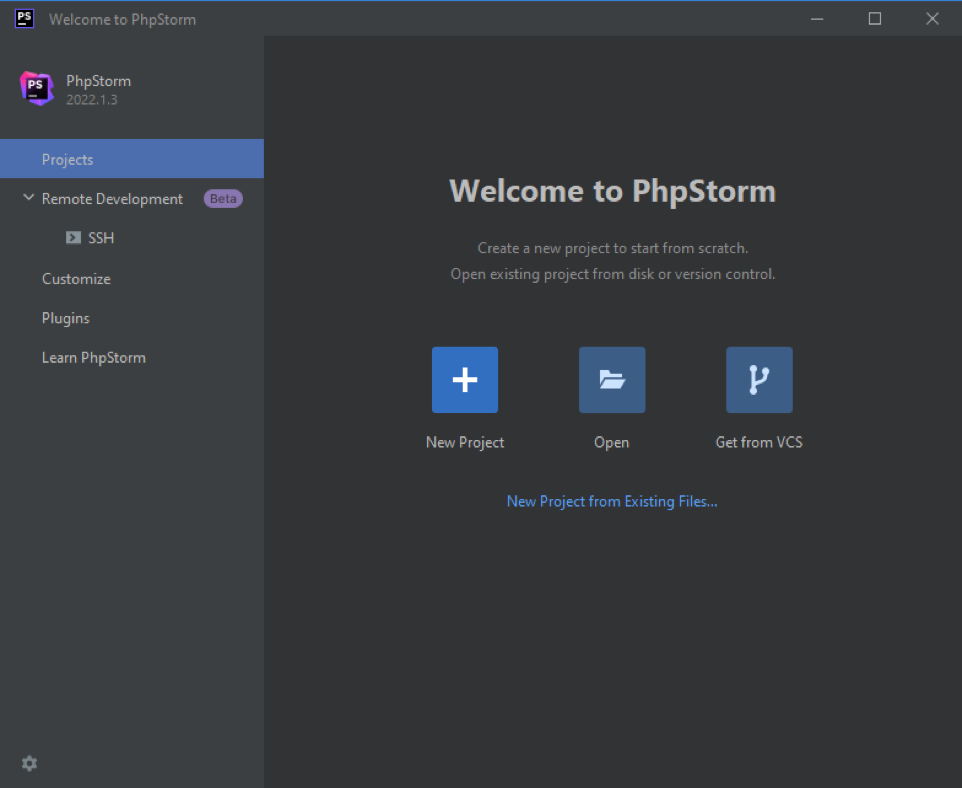 PS Welcome to PhpStorm
PS PhpStorm
2022.1.3
Projects
Remote Development Beta
SSH
Customize
Plugins
Learn PhpStorm
Welcome to PhpStorm
Create a new project to start from scratch.
Open existing project from disk or version control.
New Project Open Get from VCS
New Project from Existing Files...